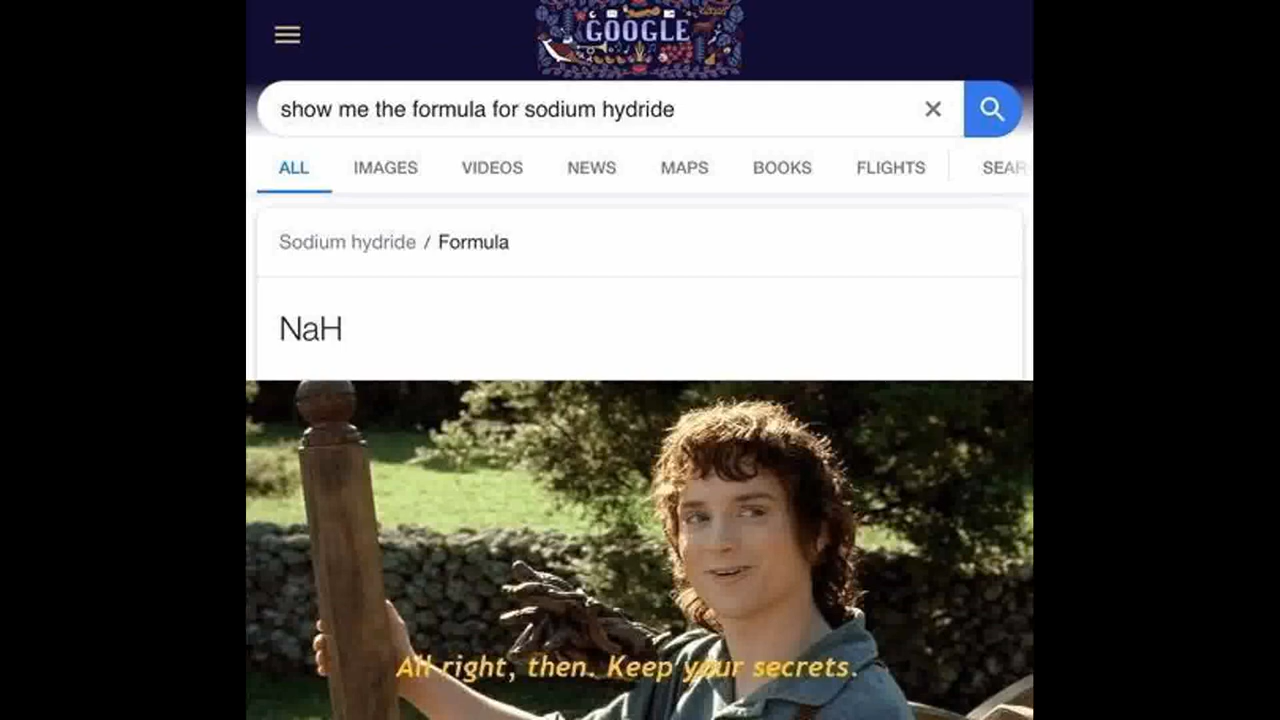 GOOGLE
show me the formula for sodium hydride
ALL IMAGES VIDEOS NEWS MAPS BOOKS FLIGHTS SEAR
Sodium hydride / Formula
NaH
All right, then. Keep your secrets.